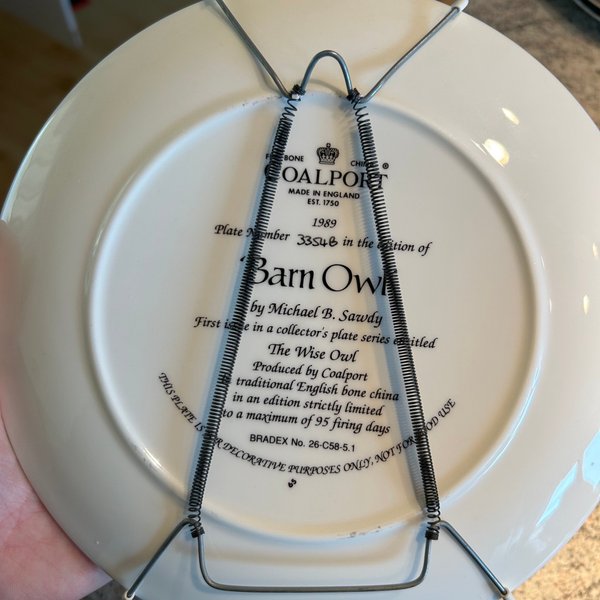 FINE BONE CHINA
COALPORT ®
MADE IN ENGLAND
EST. 1750
1989
Plate Number 3354B in the edition of
'Barn Owl'
by Michael B. Sawdy
First issue in a collector's plate series entitled
The Wise Owl
Produced by Coalport
in traditional English bone china
in an edition strictly limited
to a maximum of 95 firing days
BRADEX No. 26-C58-5.1
THIS PLATE IS FOR DECORATIVE PURPOSES ONLY, NOT FOR FOOD USE